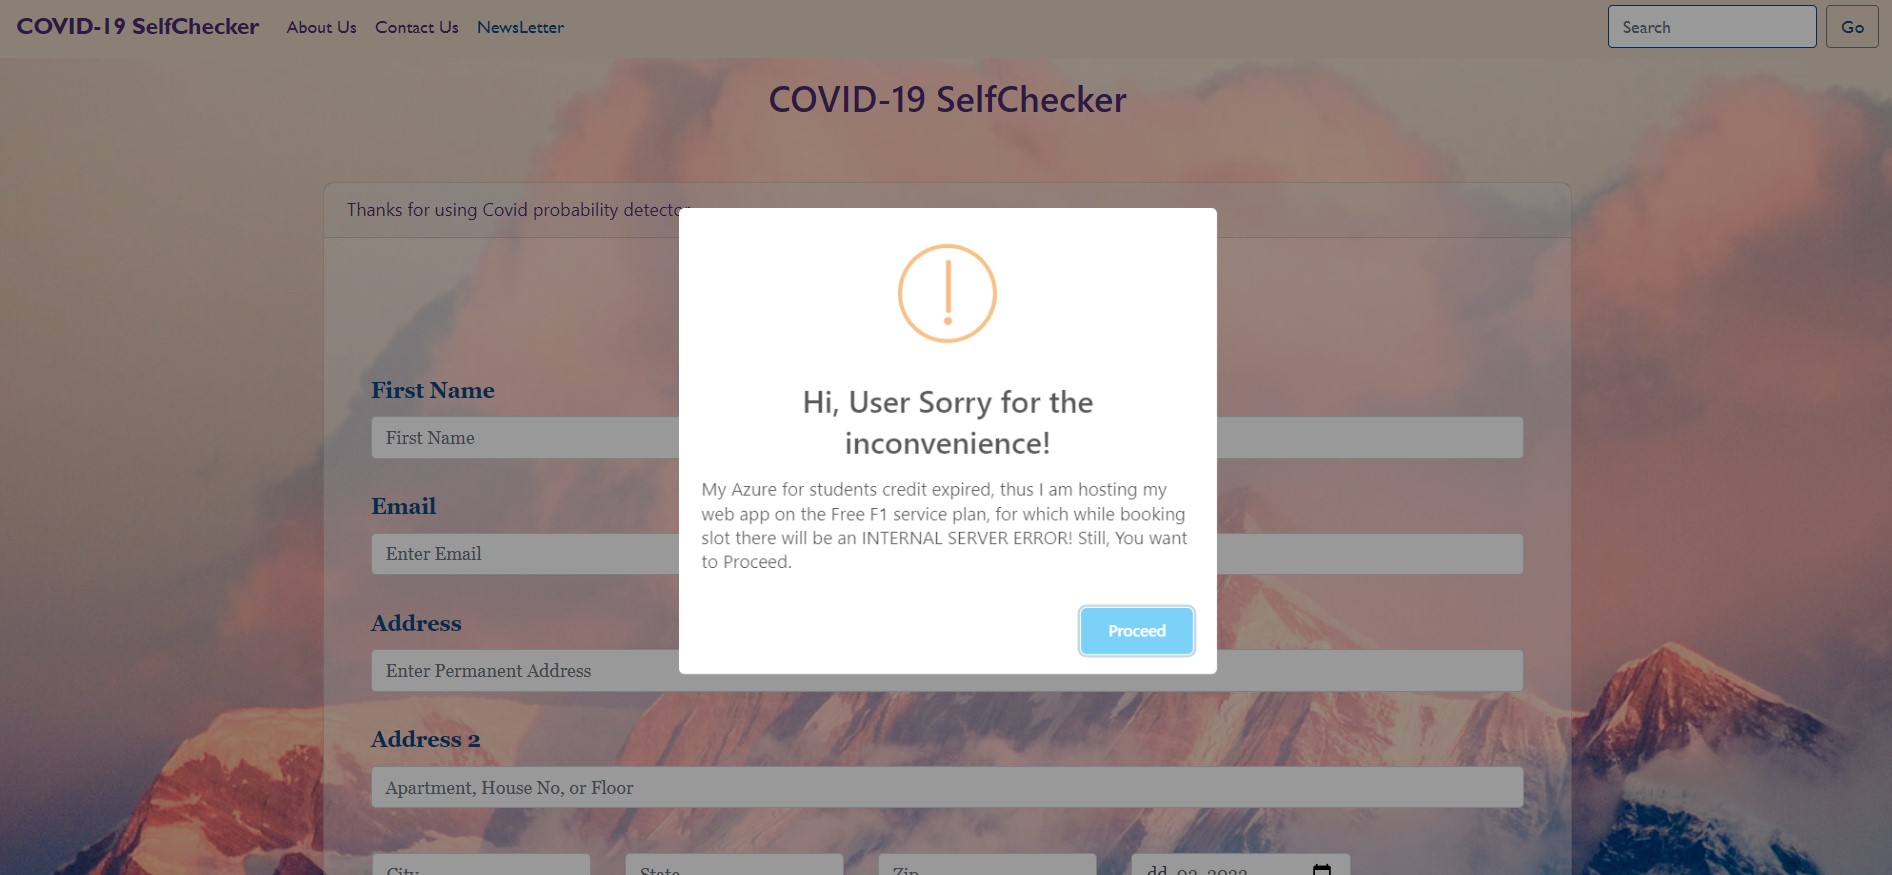 COVID-19 SelfChecker About Us Contact Us NewsLetter Search Go
COVID-19 SelfChecker
Thanks for using Covid probability detector
Hi, User Sorry for the
inconvenience!
My Azure for students credit expired, thus I am hosting my
web app on the Free F1 service plan, for which while booking
slot there will be an INTERNAL SERVER ERROR! Still, You want
to Proceed.
Proceed
First Name
First Name
Email
Enter Email
Address
Enter Permanent Address
Address 2
Apartment, House No, or Floor
City State Zip